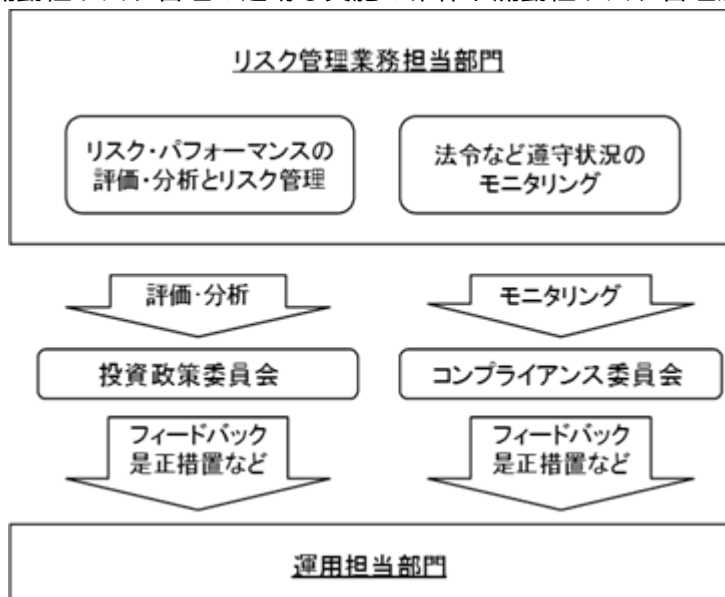 リスク管理業務担当部門
リスク・パフォーマンスの
評価・分析とリスク管理
法令など遵守状況の
モニタリング
評価・分析
モニタリング
投資政策委員会
コンプライアンス委員会
フィードバック
是正措置など
フィードバック
是正措置など
運用担当部門